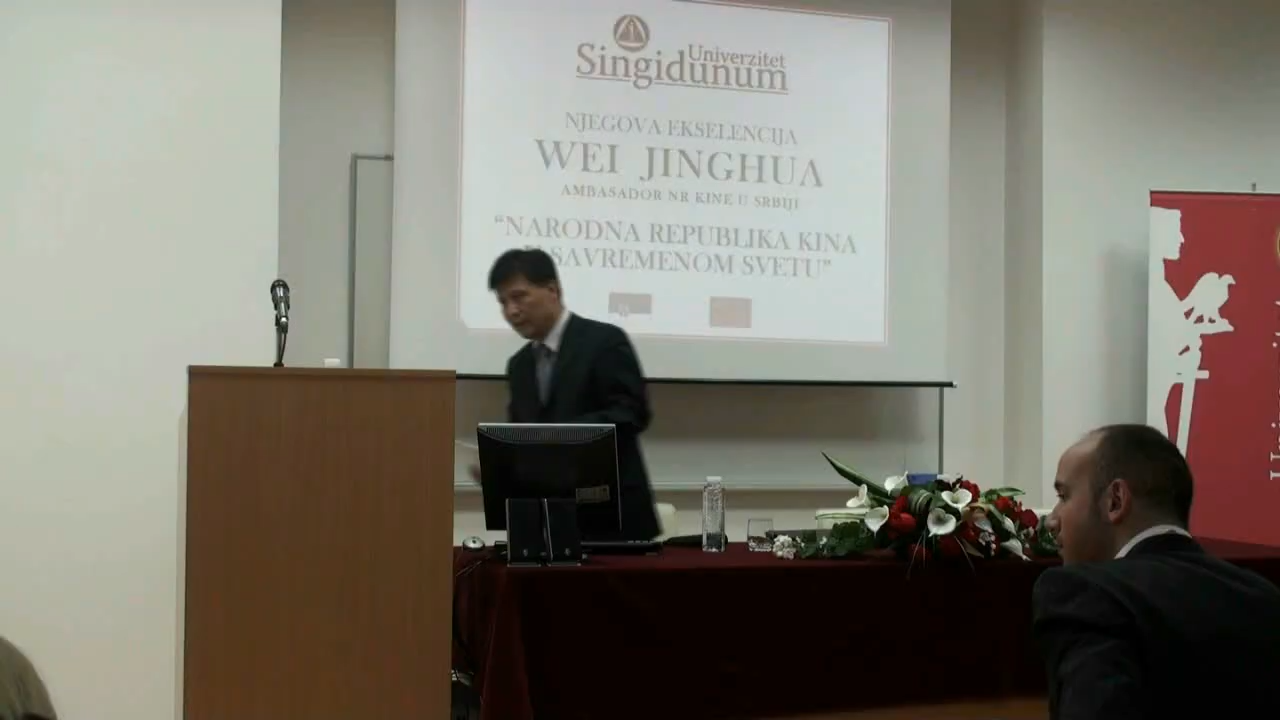 Univerzitet
Singidunum
NJEGOVA EKSELENCIJA
WEI JINGHUA
AMBASADOR NR KINE U SRBIJI
"NARODNA REPUBLIKA KINA
SAVREMENOM SVETU"